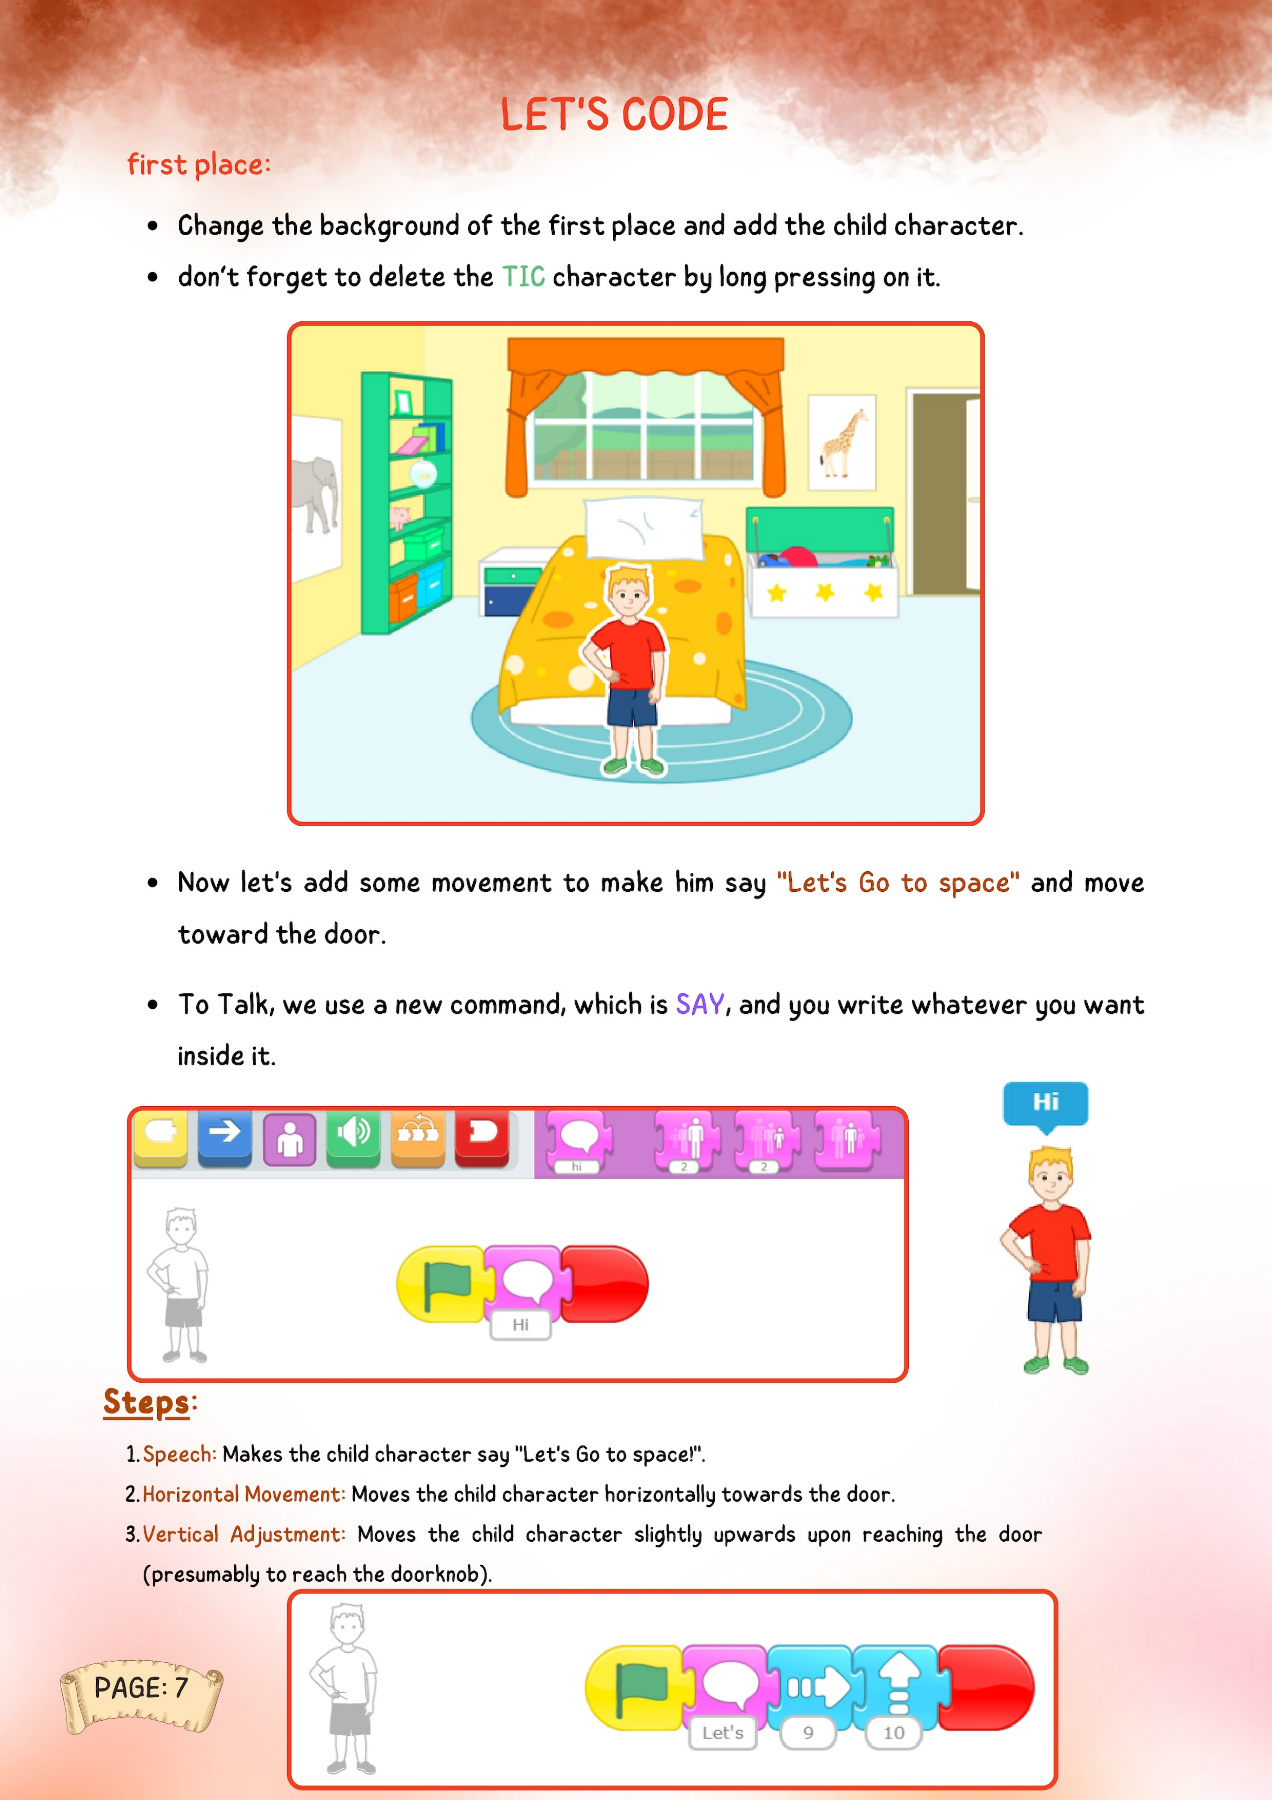 LET'S CODE
first place:
Change the background of the first place and add the child character.
don't forget to delete the TIC character by long pressing on it.
Now let's add some movement to make him say "Let's Go to space" and move
toward the door.
To Talk, we use a new command, which is SAY, and you write whatever you want
inside it.
Hi
hi
2
2
Hi
Steps:
1. Speech: Makes the child character say "Let's Go to space!".
2. Horizontal Movement: Moves the child character horizontally towards the door.
3. Vertical Adjustment: Moves the child character slightly upwards upon reaching the door
(presumably to reach the doorknob).
PAGE: 7
Let's
9
10